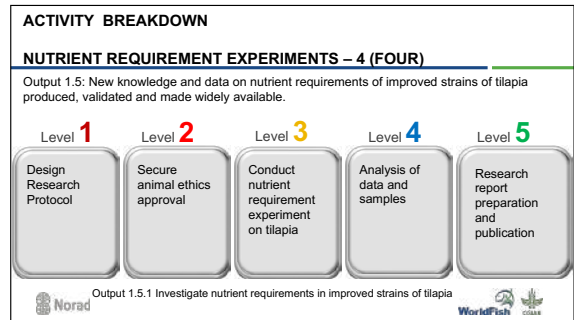 ACTIVITY BREAKDOWN
NUTRIENT REQUIREMENT EXPERIMENTS – 4 (FOUR)
Output 1.5: New knowledge and data on nutrient requirements of improved strains of tilapia
produced, validated and made widely available.
Level 1
Design
Research
Protocol
Level 2
Secure
animal ethics
approval
Level 3
Conduct
nutrient
requirement
experiment
on tilapia
Level 4
Analysis of
data and
samples
Level 5
Research
report
preparation
and
publication
Output 1.5.1 Investigate nutrient requirements in improved strains of tilapia
Norad
WorldFish
CGIAR